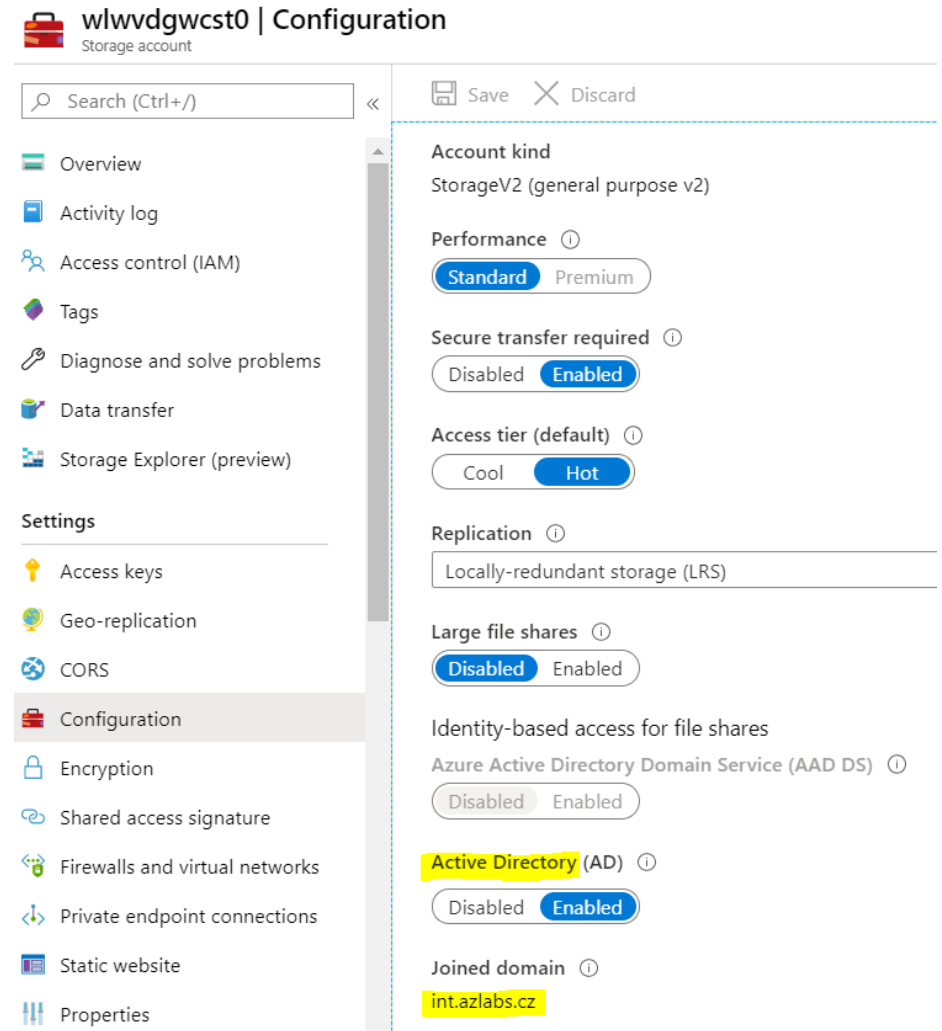 wlwvdgwcst0 | Configuration
Storage account
Search (Ctrl+/)
«
Overview
Activity log
Access control (IAM)
Tags
Diagnose and solve problems
Data transfer
Storage Explorer (preview)
Settings
Access keys
Geo-replication
CORS
Configuration
Encryption
Shared access signature
Firewalls and virtual networks
Private endpoint connections
Static website
Properties
Save Discard
Account kind
StorageV2 (general purpose v2)
Performance
Standard Premium
Secure transfer required
Disabled Enabled
Access tier (default)
Cool Hot
Replication
Locally-redundant storage (LRS)
Large file shares
Disabled Enabled
Identity-based access for file shares
Azure Active Directory Domain Service (AAD DS)
Disabled Enabled
Active Directory (AD)
Disabled Enabled
Joined domain
int.azlabs.cz